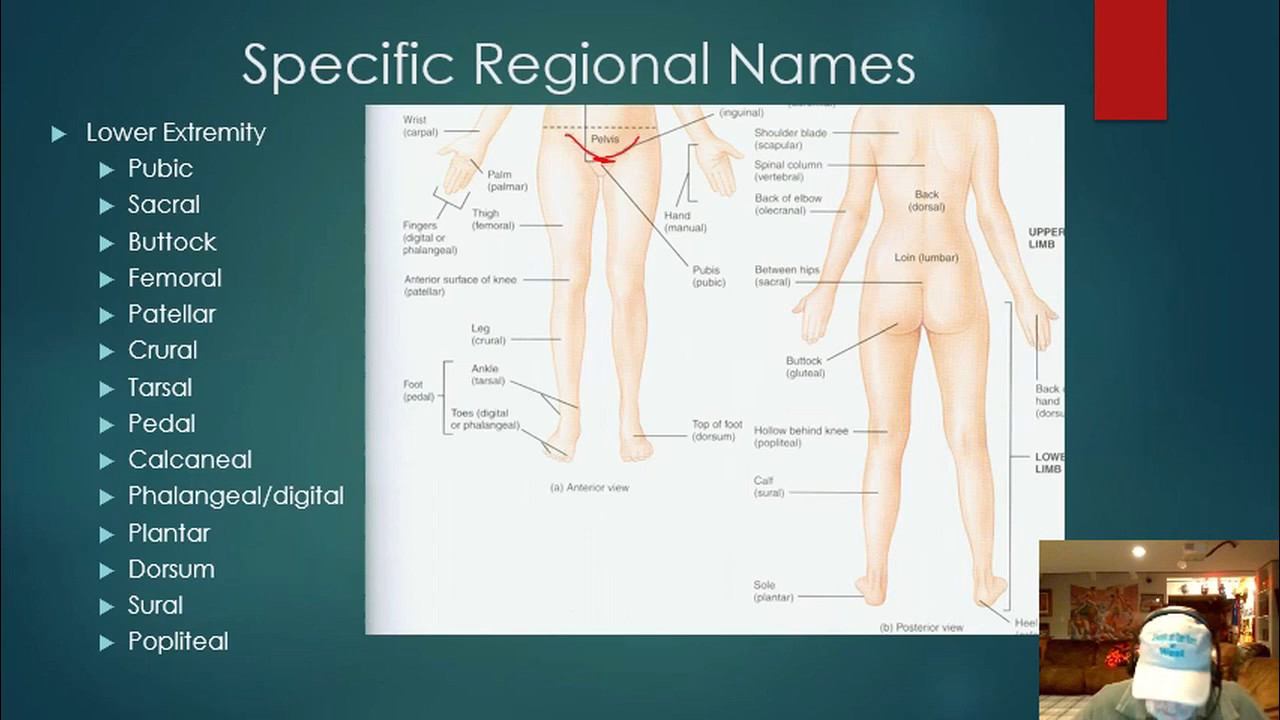 Specific Regional Names
Lower Extremity
Pubic
Sacral
Buttock
Femoral
Patellar
Crural
Tarsal
Pedal
Calcaneal
Phalangeal/digital
Plantar
Dorsum
Sural
Popliteal
Wrist
(carpal)
Palm
(palmar)
Fingers
(digital or
phalangeal)
Thigh
(femoral)
Anterior surface of knee
(patellar)
Leg
(crural)
Foot
(pedal)
Ankle
(tarsal)
Toes (digital
or phalangeal)
Pelvis
(inguinal)
Hand
(manual)
Pubis
(pubic)
Top of foot
(dorsum)
(a) Anterior view
Shoulder blade
(scapular)
Spinal column
(vertebral)
Back of elbow
(olecranal)
Between hips
(sacral)
Buttock
(gluteal)
Hollow behind knee
(popliteal)
Calf
(sural)
Sole
(plantar)
Back
(dorsal)
Loin (lumbar)
UPPER
LIMB
Back
hand
(dorsu
LOWE
LIMB
Heel
(b) Posterior view